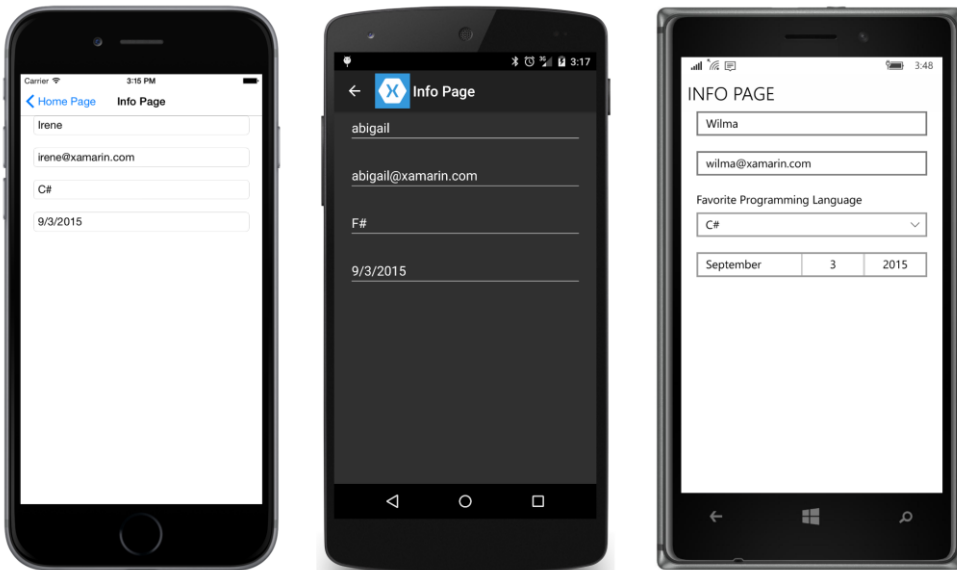 Carrier 3:15 PM
Home Page Info Page
Irene
irene@xamarin.com
C#
9/3/2015
3G 3:17
Info Page
abigail
abigail@xamarin.com
F#
9/3/2015
3:48
INFO PAGE
Wilma
wilma@xamarin.com
Favorite Programming Language
C#
September 3 2015